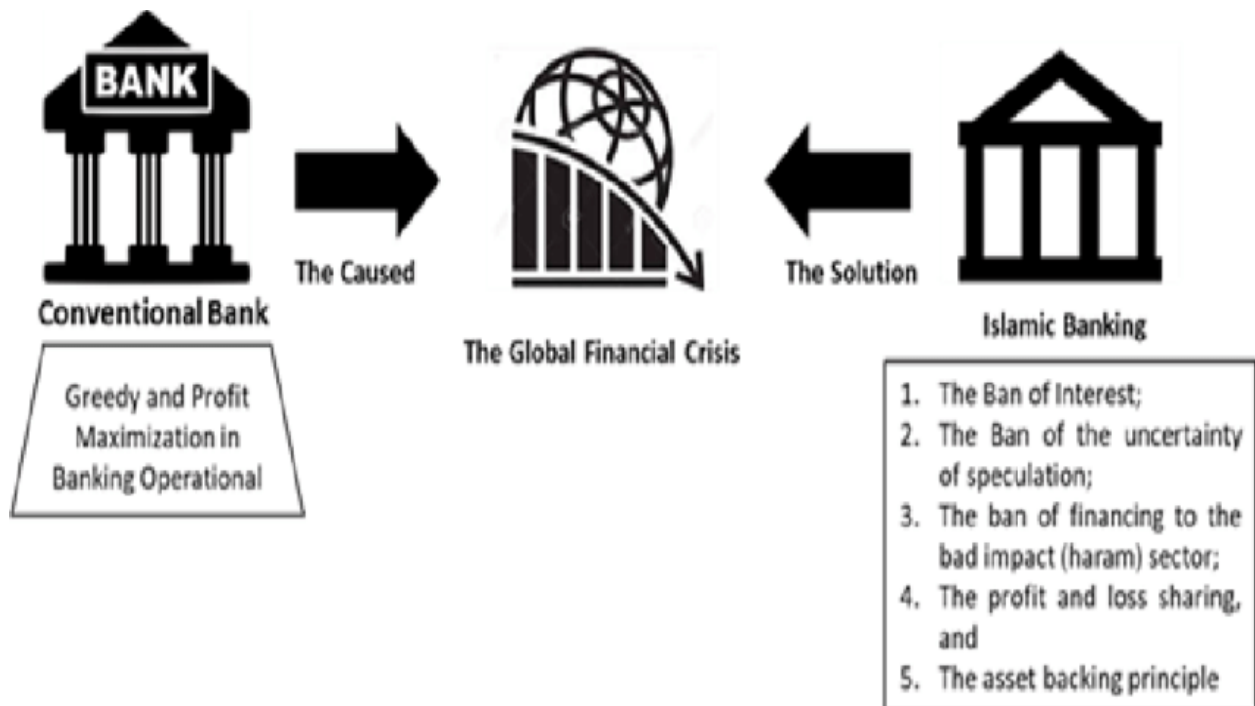 BANK
The Caused
The Solution
Conventional Bank
The Global Financial Crisis
Islamic Banking
Greedy and Profit
Maximization in
Banking Operational
1. The Ban of Interest;
2. The Ban of the uncertainty
of speculation;
3. The ban of financing to the
bad impact (haram) sector;
4. The profit and loss sharing,
and
5. The asset backing principle